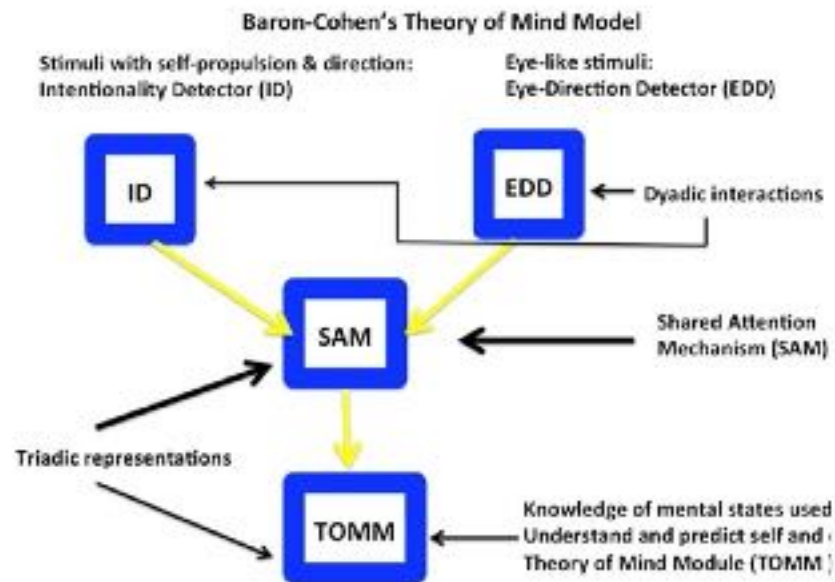 Baron-Cohen's Theory of Mind Model
Stimuli with self-propulsion & direction:
Intentionality Detector (ID)
Eye-like stimuli:
Eye-Direction Detector (EDD)
ID
EDD
Dyadic interactions
SAM
Shared Attention
Mechanism (SAM)
Triadic representations
TOMM
Knowledge of mental states used
Understand and predict self and
Theory of Mind Module (TOMM